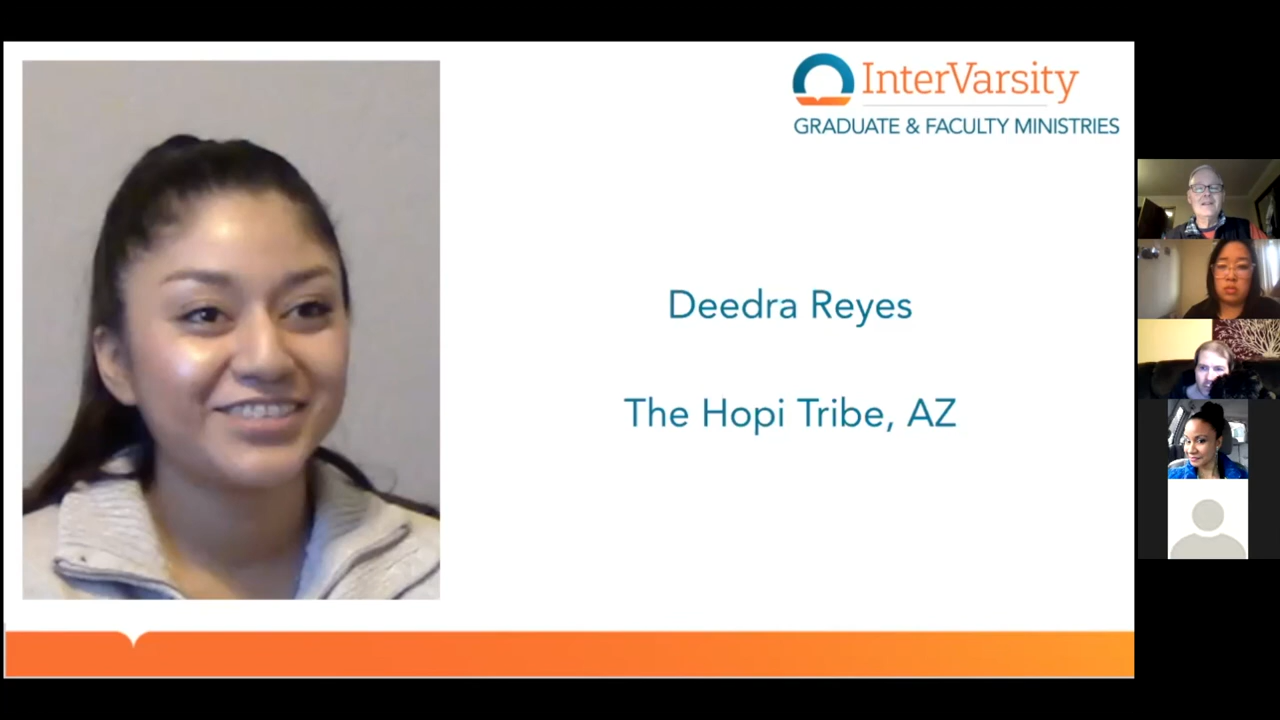 InterVarsity
GRADUATE & FACULTY MINISTRIES
Deedra Reyes
The Hopi Tribe, AZ